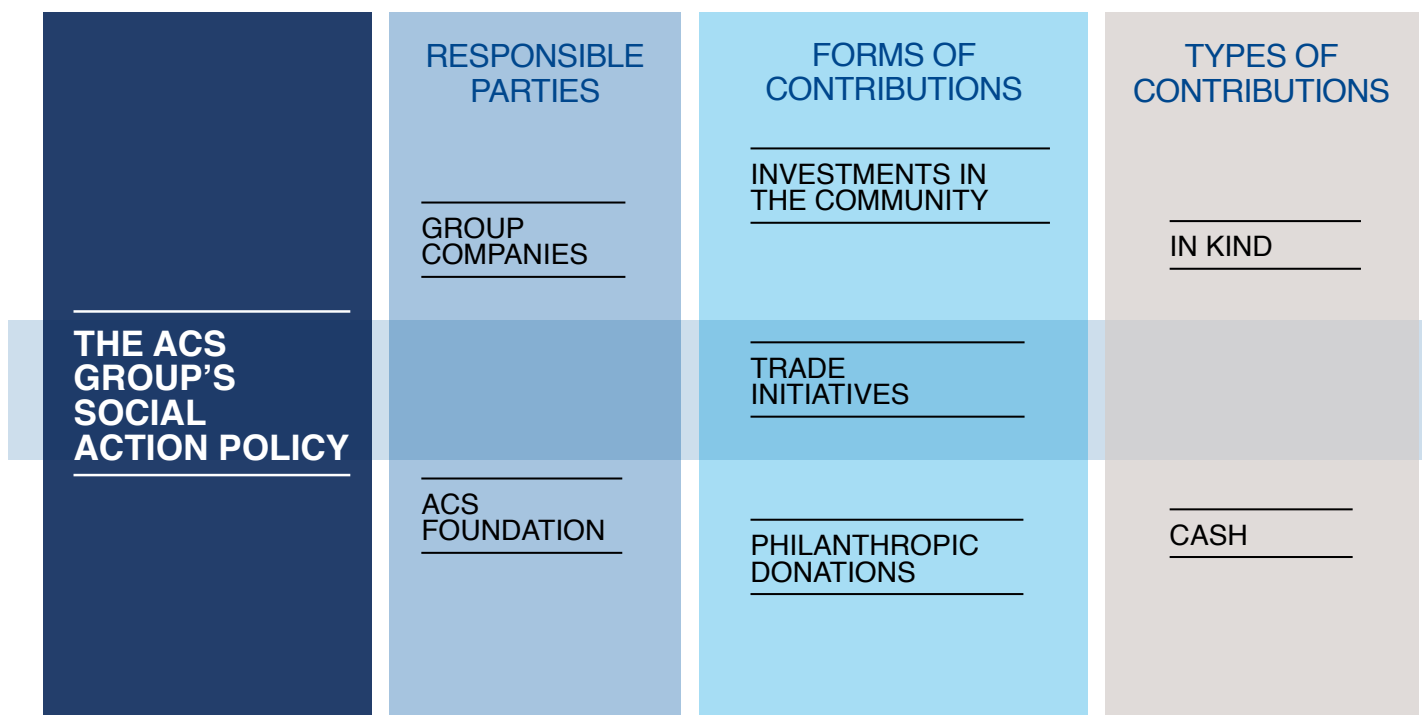 THE ACS
GROUP’S
SOCIAL
ACTION POLICY
RESPONSIBLE
PARTIES
GROUP
COMPANIES
ACS
FOUNDATION
FORMS OF
CONTRIBUTIONS
INVESTMENTS IN
THE COMMUNITY
TRADE
INITIATIVES
PHILANTHROPIC
DONATIONS
TYPES OF
CONTRIBUTIONS
IN KIND
CASH